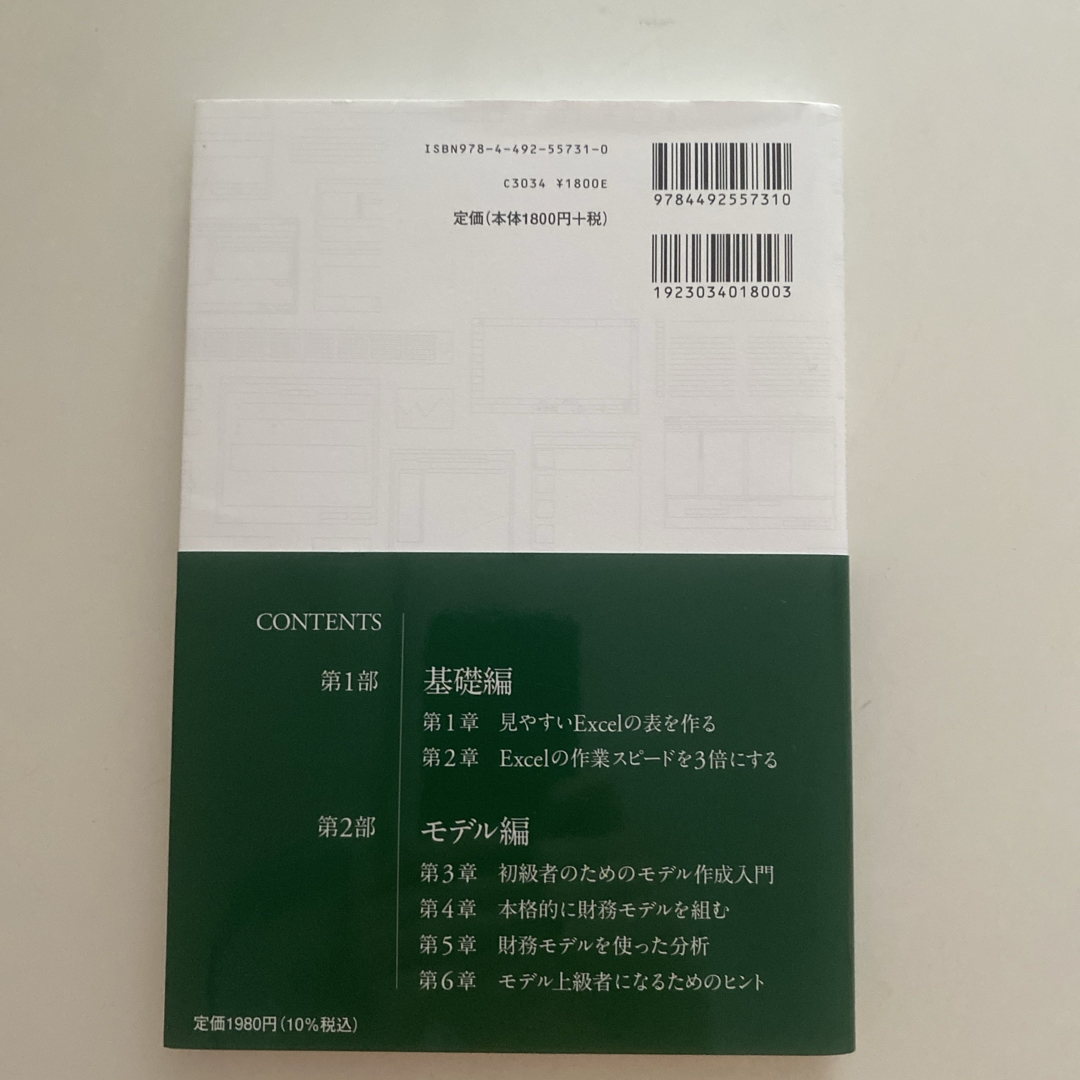 ISBN978-4-492-55731-0
C3034 ¥1800E
定価(本体1800円+税)
9784492557310
1923034018003
CONTENTS
第1部 基礎編
第1章 見やすいExcelの表を作る
第2章 Excelの作業スピードを3倍にする
第2部 モデル編
第3章 初級者のためのモデル作成入門
第4章 本格的に財務モデルを組む
第5章 財務モデルを使った分析
第6章 モデル上級者になるためのヒント
定価1980円(10%税込)